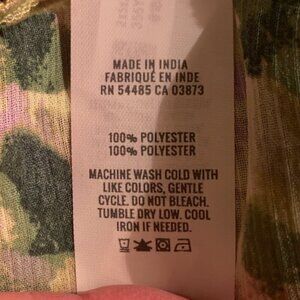 MADE IN INDIA
FABRIQUÉ EN INDE
RN 54485 CA 03873
100% POLYESTER
100% POLYESTER
MACHINE WASH COLD WITH
LIKE COLORS, GENTLE
CYCLE. DO NOT BLEACH.
TUMBLE DRY LOW. COOL
IRON IF NEEDED.